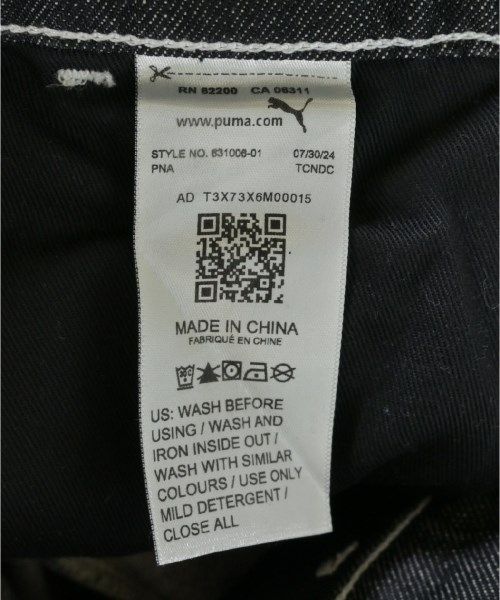 RN 62200 CA 06311
www.puma.com
STYLE NO. 631006-01 07/30/24
PNA TCNDC
AD T3X73X6M00015
MADE IN CHINA
FABRIQUÉ EN CHINE
US: WASH BEFORE
USING / WASH AND
IRON INSIDE OUT /
WASH WITH SIMILAR
COLOURS / USE ONLY
MILD DETERGENT /
CLOSE ALL